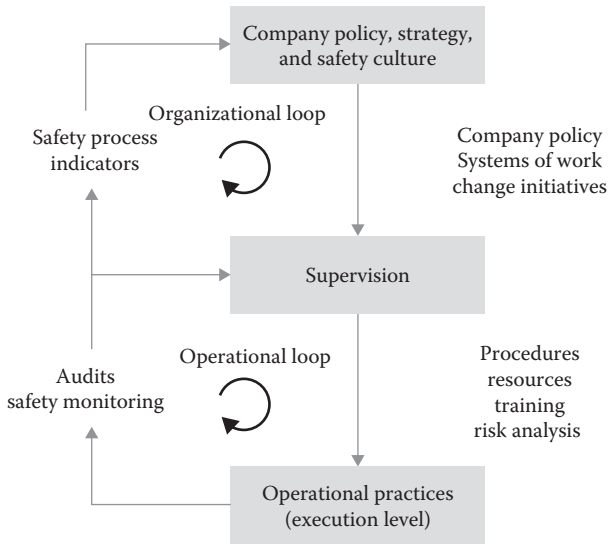 Company policy, strategy,
and safety culture
Organizational loop
Safety process
indicators
Company policy
Systems of work
change initiatives
Supervision
Operational loop
Audits
safety monitoring
Procedures
resources
training
risk analysis
Operational practices
(execution level)